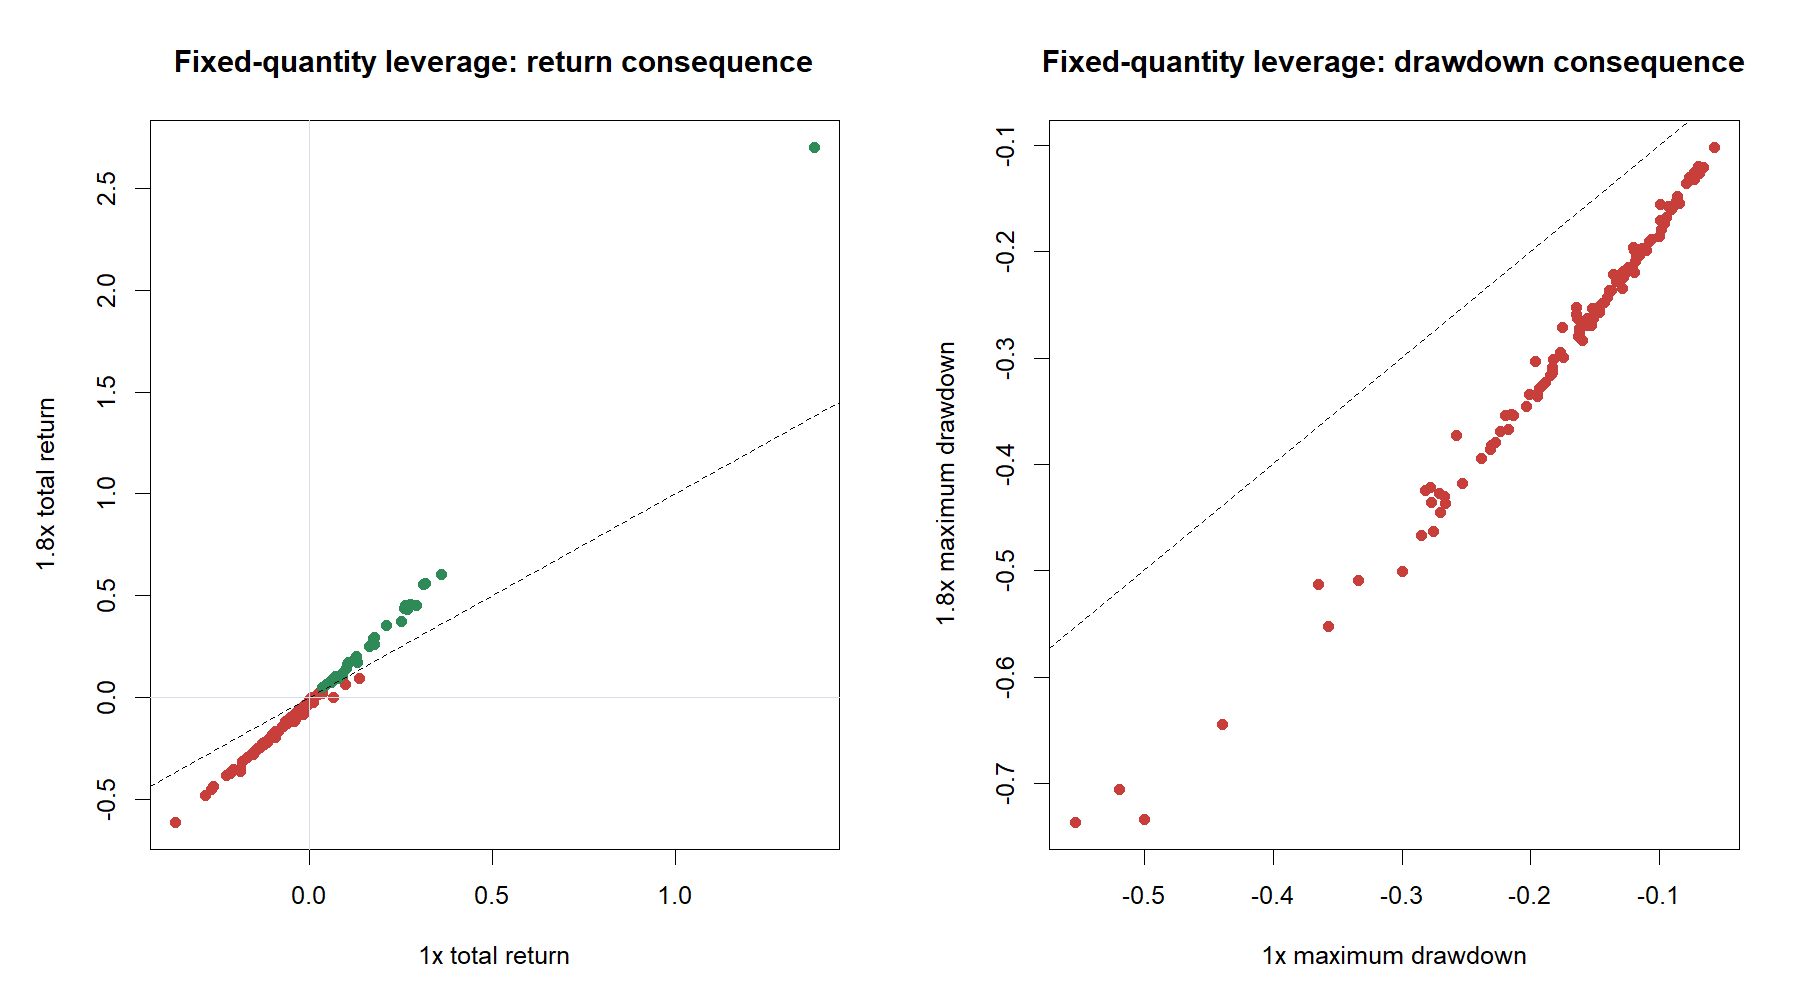 Fixed-quantity leverage: return consequence
1.8x total return
2.5
2.0
1.5
1.0
0.5
0.0
-0.5
0.0 0.5 1.0
1x total return
Fixed-quantity leverage: drawdown consequence
1.8x maximum drawdown
-0.1
-0.2
-0.3
-0.4
-0.5
-0.6
-0.7
-0.5 -0.4 -0.3 -0.2 -0.1
1x maximum drawdown